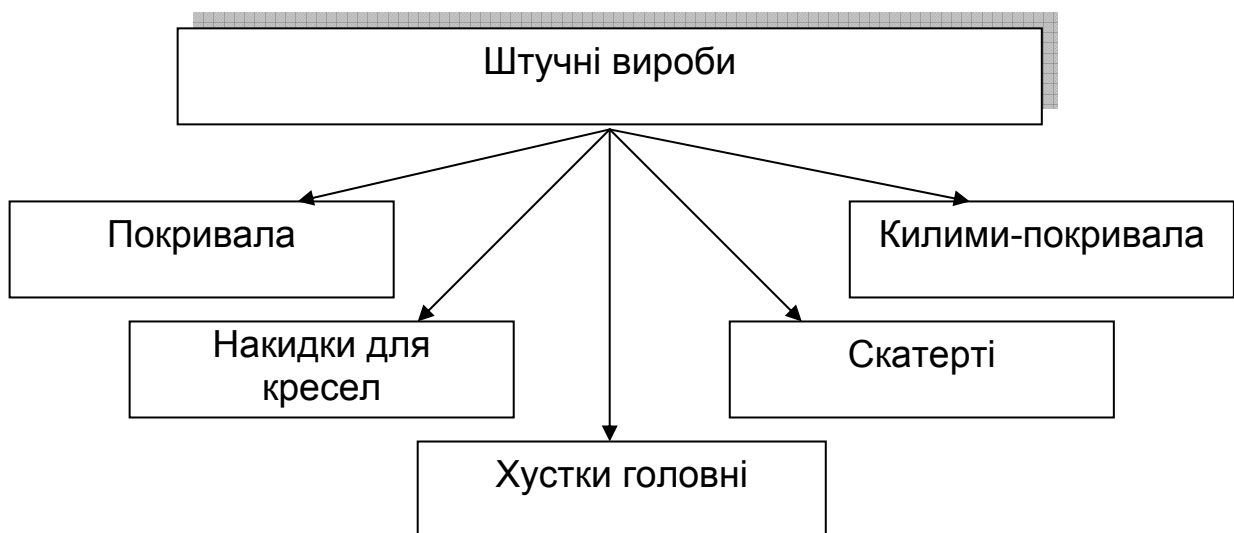 Штучні вироби
Покривала
Килими-покривала
Накидки для
кресел
Скатерті
Хустки головні